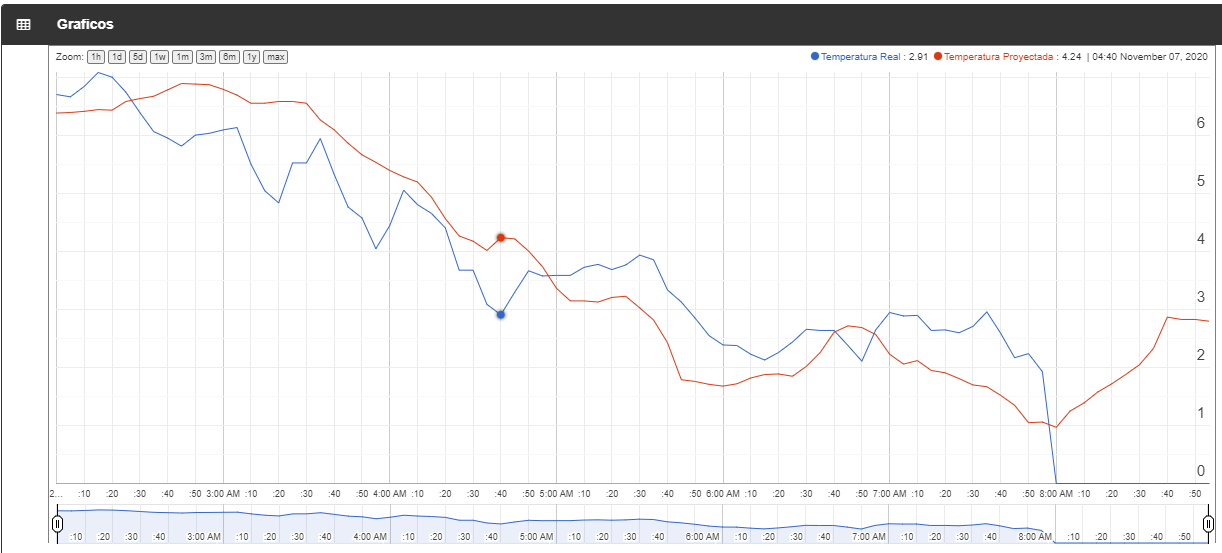 Graficos
Zoom: 1h 1d 5d 1w 1m 3m 6m 1y max
Temperatura Real : 2.91 Temperatura Proyectada : 4.24 | 04:40 November 07, 2020
6
5
4
3
2
1
0
2... :10 :20 :30 :40 :50 3:00 AM :10 :20 :30 :40 :50 4:00 AM :10 :20 :30 :40 :50 5:00 AM :10 :20 :30 :40 :50 6:00 AM :10 :20 :30 :40 :50 7:00 AM :10 :20 :30 :40 :50 8:00 AM :10 :20 :30 :40 :50
:10 :20 :30 :40 :50 3:00 AM :10 :20 :30 :40 :50 4:00 AM :10 :20 :30 :40 :50 5:00 AM :10 :20 :30 :40 :50 6:00 AM :10 :20 :30 :40 :50 7:00 AM :10 :20 :30 :40 :50 8:00 AM :10 :20 :30 :40 :50